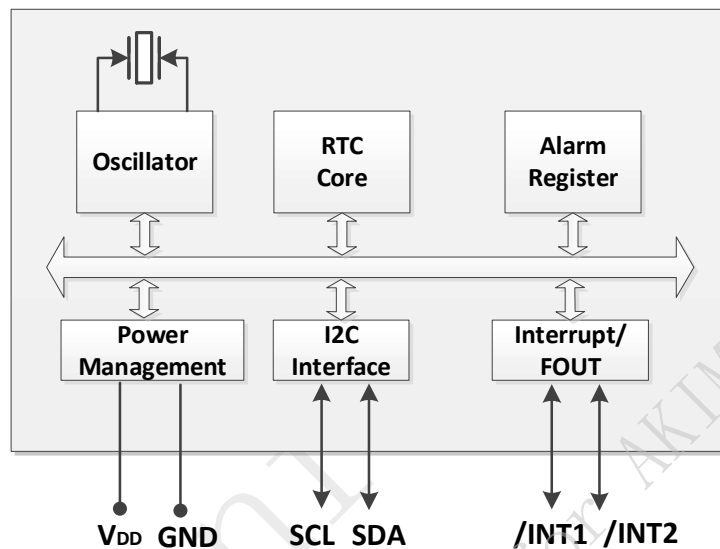 Oscillator
RTC
Core
Alarm
Register
Power
Management
I2C
Interface
Interrupt/
FOUT
VDD GND
SCL SDA
/INT1 /INT2